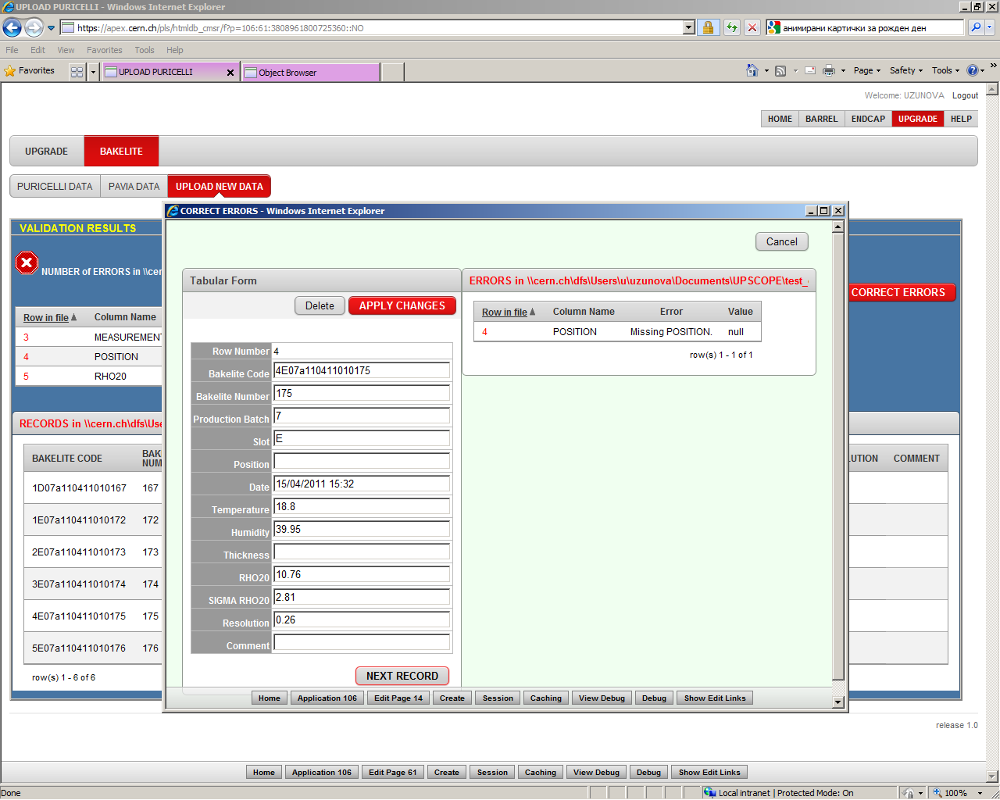 UPLOAD PURICELLI - Windows Internet Explorer
https://apex.cern.ch/pls/htmldb_cmsr/f?p=106:61:3808961800725360::NO
анимирани картички за рожден ден
File Edit View Favorites Tools Help
Favorites UPLOAD PURICELLI Object Browser Page Safety Tools
Welcome: UZUNOVA Logout
HOME BARREL ENDCAP UPGRADE HELP
UPGRADE BAKELITE
PURICELLI DATA PAVIA DATA UPLOAD NEW DATA
VALIDATION RESULTS
NUMBER of ERRORS in \\cer
CORRECT ERRORS
Row in file Column Name
3 MEASUREMENT
4 POSITION
5 RHO20
RECORDS in \\cern.ch\dfs\Use
BAKELITE CODE
1D07a110411010167 167
1E07a110411010172 172
2E07a110411010173 173
3E07a110411010174 174
4E07a110411010175 175
5E07a110411010176 176
row(s) 1 - 6 of 6
LUTION COMMENT
CORRECT ERRORS - Windows Internet Explorer
Cancel
Tabular Form
Delete APPLY CHANGES
Row Number 4
Bakelite Code 4E07a110411010175
Bakelite Number 175
Production Batch 7
Slot E
Position
Date 15/04/2011 15:32
Temperature 18.8
Humidity 39.95
Thickness
RHO20 10.76
SIGMA RHO20 2.81
Resolution 0.26
Comment
NEXT RECORD
ERRORS in \\cern.ch\dfs\Users\u\uzunova\Documents\UPSCOPE\test_
Row in file Column Name Error Value
4 POSITION Missing POSITION. null
row(s) 1 - 1 of 1
Home Application 106 Edit Page 14 Create Session Caching View Debug Debug Show Edit Links
release 1.0
Home Application 106 Edit Page 61 Create Session Caching View Debug Debug Show Edit Links
Done Local intranet | Protected Mode: On 100%